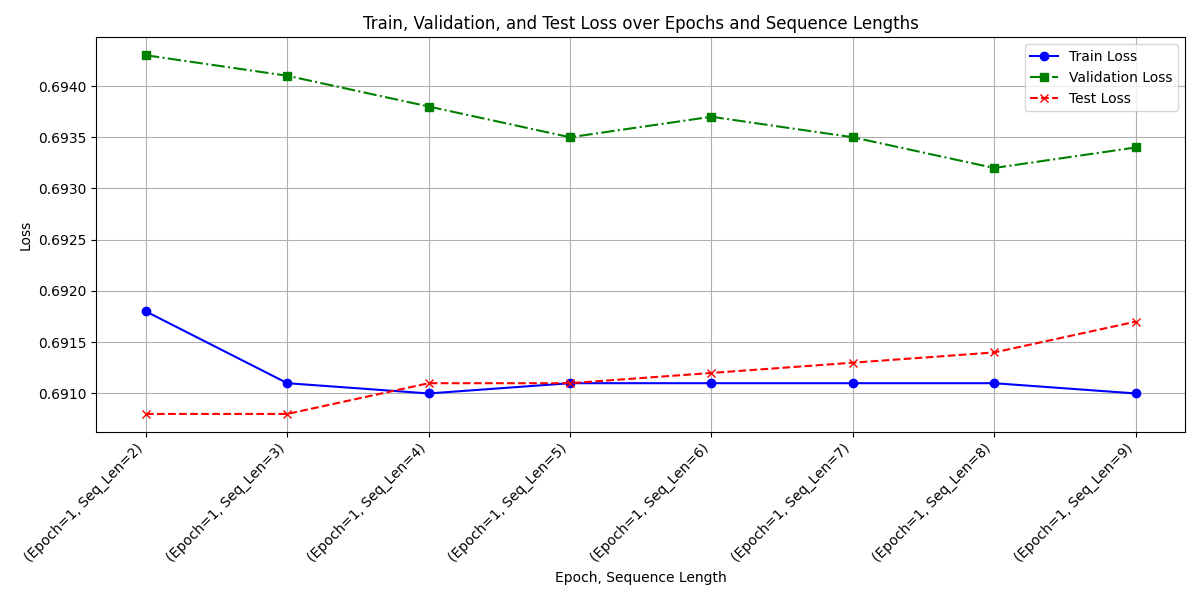 Train, Validation, and Test Loss over Epochs and Sequence Lengths
Train Loss
Validation Loss
Test Loss
Loss
0.6940
0.6935
0.6930
0.6925
0.6920
0.6915
0.6910
(Epoch=1, Seq_Len=2)
(Epoch=1, Seq_Len=3)
(Epoch=1, Seq_Len=4)
(Epoch=1, Seq_Len=5)
(Epoch=1, Seq_Len=6)
(Epoch=1, Seq_Len=7)
(Epoch=1, Seq_Len=8)
(Epoch=1, Seq_Len=9)
Epoch, Sequence Length